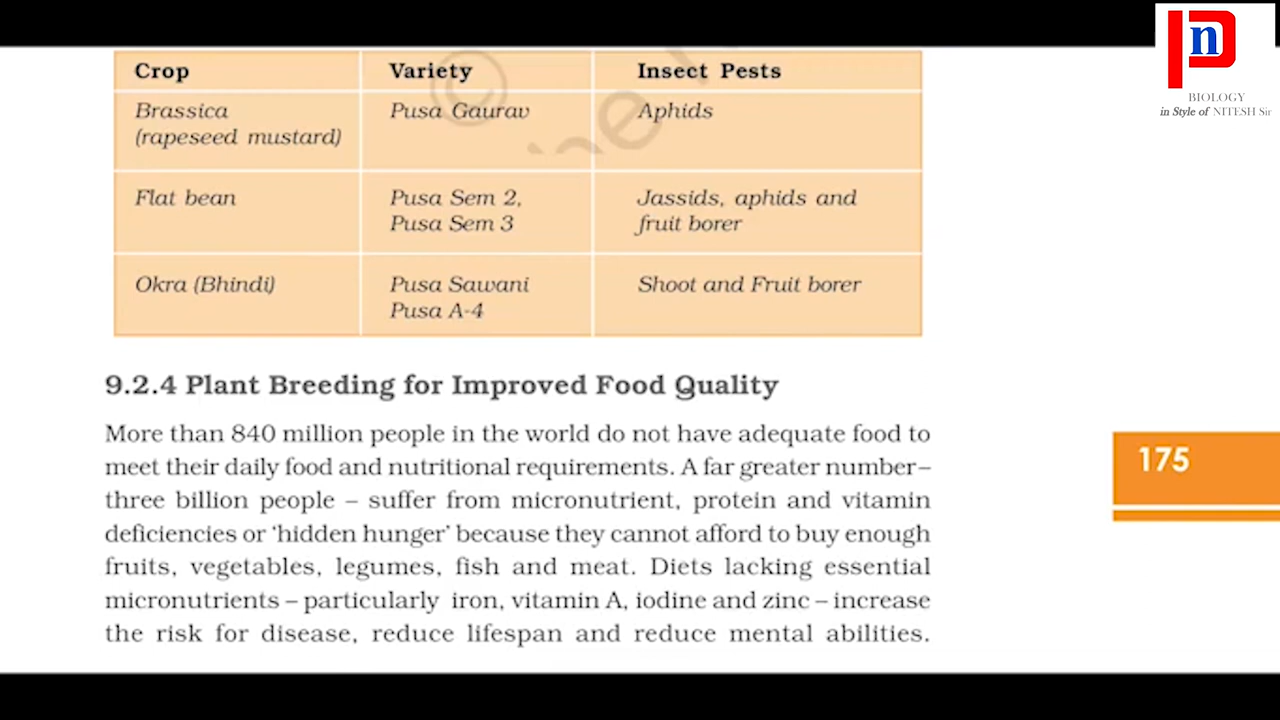 Crop Variety Insect Pests
Brassica Pusa Gaurav Aphids
(rapeseed mustard)
Flat bean Pusa Sem 2, Jassids, aphids and
Pusa Sem 3 fruit borer
Okra (Bhindi) Pusa Sawani Shoot and Fruit borer
Pusa A-4
9.2.4 Plant Breeding for Improved Food Quality
More than 840 million people in the world do not have adequate food to
meet their daily food and nutritional requirements. A far greater number–
three billion people – suffer from micronutrient, protein and vitamin
deficiencies or ‘hidden hunger’ because they cannot afford to buy enough
fruits, vegetables, legumes, fish and meat. Diets lacking essential
micronutrients – particularly iron, vitamin A, iodine and zinc – increase
the risk for disease, reduce lifespan and reduce mental abilities.
175
n
BIOLOGY
in Style of NITESH Sir